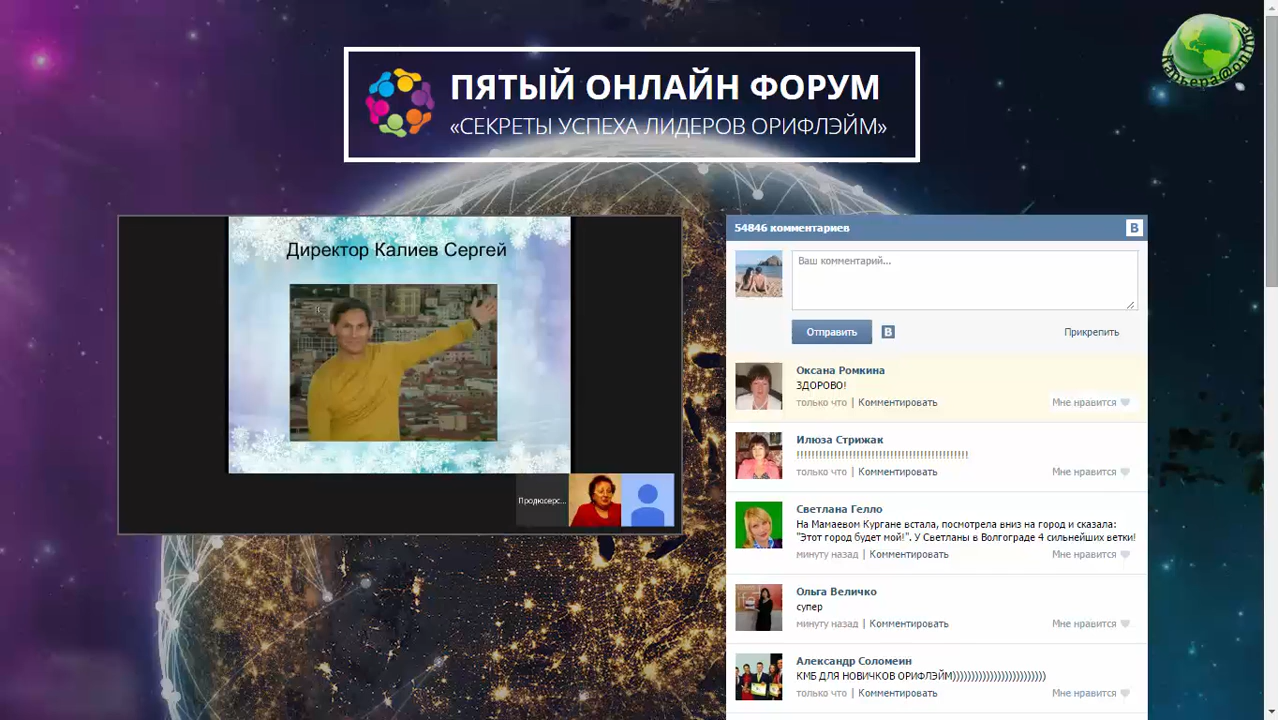 ПЯТЫЙ ОНЛАЙН ФОРУМ
«СЕКРЕТЫ УСПЕХА ЛИДЕРОВ ОРИФЛЭЙМ»
карьера@online
Директор Калиев Сергей
Продюсерс...
54846 комментариев
B
Ваш комментарий...
Отправить
B
Прикрепить
Оксана Ромкина
ЗДОРОВО!
только что | Комментировать
Мне нравится
Илюза Стрижак
!!!!!!!!!!!!!!!!!!!!!!!!!!!!!!!!!!!!!!!!!!!!!!
только что | Комментировать
Мне нравится
Светлана Гелло
На Мамаевом Кургане встала, посмотрела вниз на город и сказала:
"Этот город будет мой!". У Светланы в Волгограде 4 сильнейших ветки!
минуту назад | Комментировать
Мне нравится
Ольга Величко
супер
минуту назад | Комментировать
Мне нравится
Александр Соломеин
КМБ ДЛЯ НОВИЧКОВ ОРИФЛЭЙМ))))))))))))))))))))))))
только что | Комментировать
Мне нравится